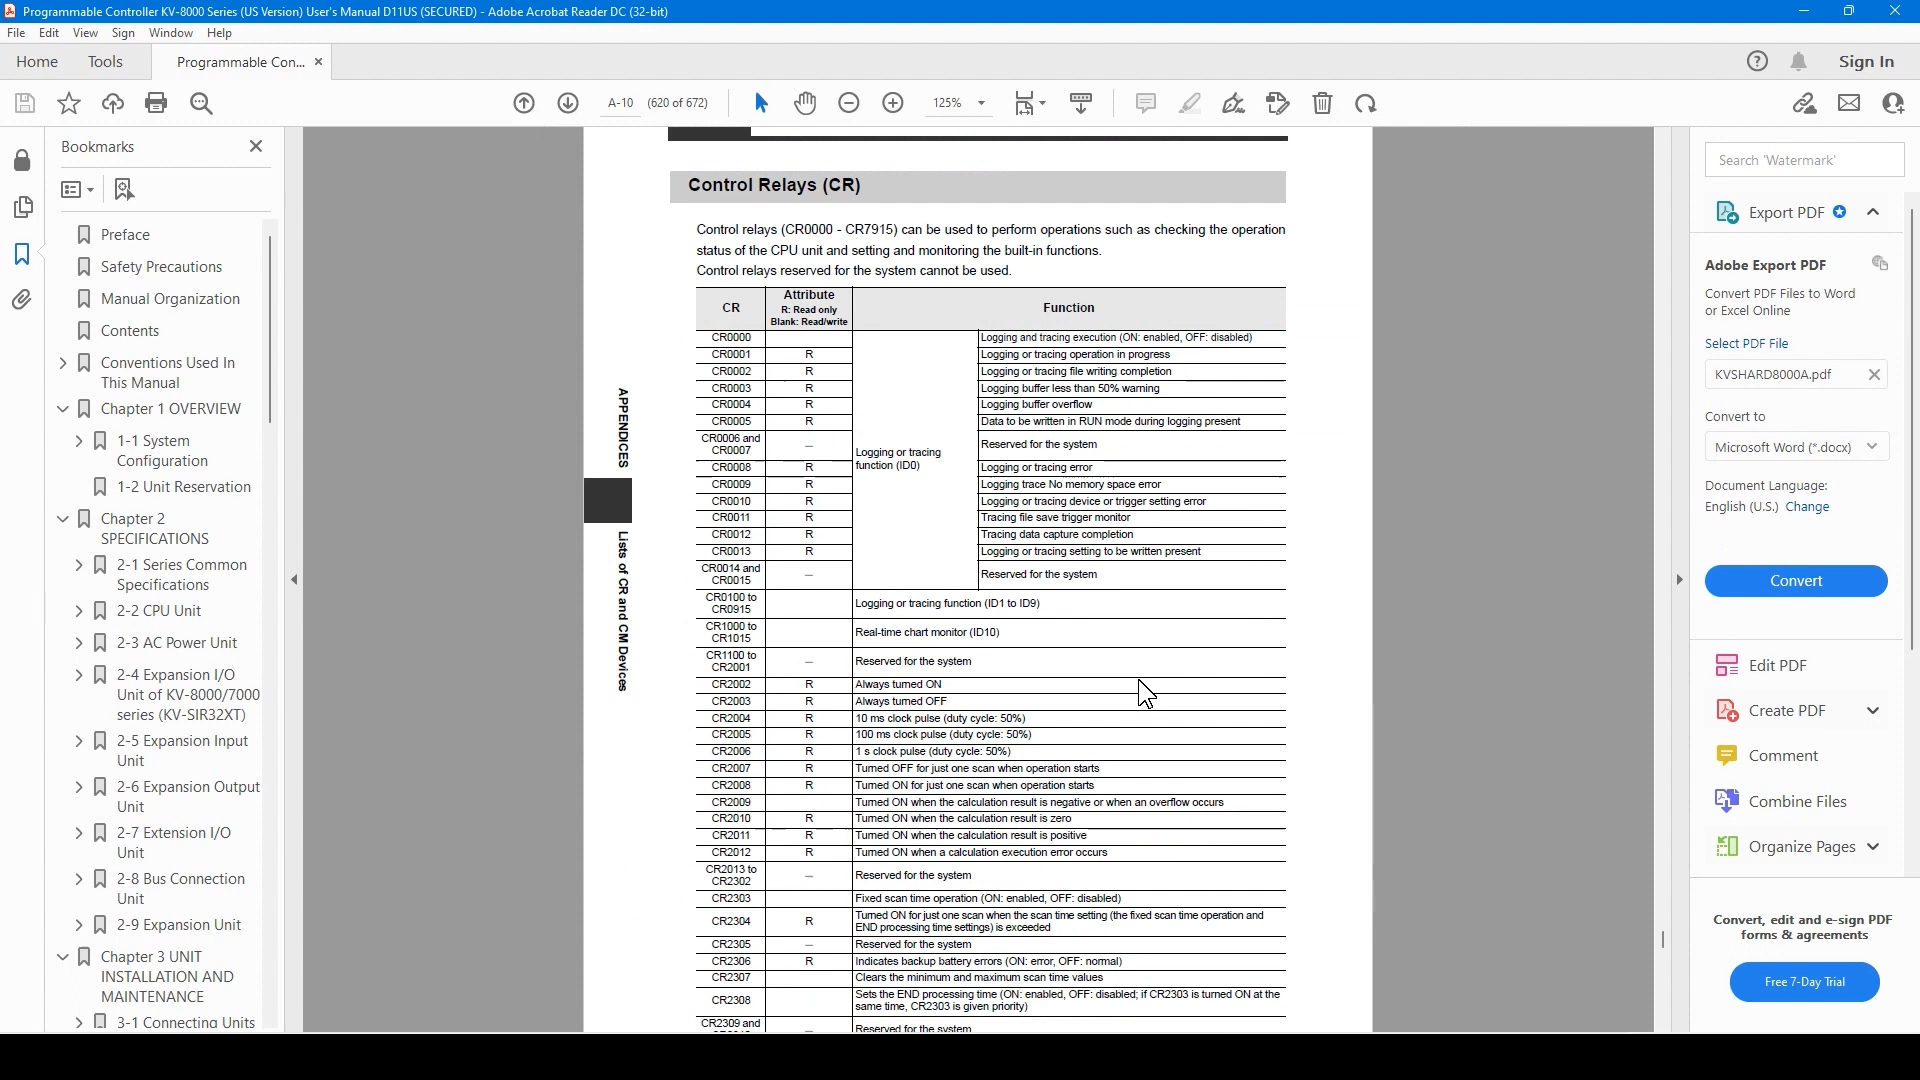 Programmable Controller KV-8000 Series (US Version) User's Manual D11US (SECURED) - Adobe Acrobat Reader DC (32-bit)
File Edit View Sign Window Help
Home Tools Programmable Con... ×
Sign In
A-10 (620 of 672) 125%
Bookmarks
Preface
Safety Precautions
Manual Organization
Contents
Conventions Used In
This Manual
Chapter 1 OVERVIEW
1-1 System
Configuration
1-2 Unit Reservation
Chapter 2
SPECIFICATIONS
2-1 Series Common
Specifications
2-2 CPU Unit
2-3 AC Power Unit
2-4 Expansion I/O
Unit of KV-8000/7000
series (KV-SIR32XT)
2-5 Expansion Input
Unit
2-6 Expansion Output
Unit
2-7 Extension I/O
Unit
2-8 Bus Connection
Unit
2-9 Expansion Unit
Chapter 3 UNIT
INSTALLATION AND
MAINTENANCE
3-1 Connecting Units
APPENDICES
Lists of CR and CM Devices
Control Relays (CR)
Control relays (CR0000 - CR7915) can be used to perform operations such as checking the operation
status of the CPU unit and setting and monitoring the built-in functions.
Control relays reserved for the system cannot be used.
CR Attribute R: Read only Blank: Read/write Function
CR0000 Logging and tracing execution (ON: enabled, OFF: disabled)
CR0001 R Logging or tracing operation in progress
CR0002 R Logging or tracing file writing completion
CR0003 R Logging buffer less than 50% warning
CR0004 R Logging buffer overflow
CR0005 R Data to be written in RUN mode during logging present
CR0006 and CR0007 – Reserved for the system
Logging or tracing
function (ID0)
CR0008 R Logging or tracing error
CR0009 R Logging trace No memory space error
CR0010 R Logging or tracing device or trigger setting error
CR0011 R Tracing file save trigger monitor
CR0012 R Tracing data capture completion
CR0013 R Logging or tracing setting to be written present
CR0014 and CR0015 – Reserved for the system
CR0100 to CR0915 Logging or tracing function (ID1 to ID9)
CR1000 to CR1015 Real-time chart monitor (ID10)
CR1100 to CR2001 – Reserved for the system
CR2002 R Always turned ON
CR2003 R Always turned OFF
CR2004 R 10 ms clock pulse (duty cycle: 50%)
CR2005 R 100 ms clock pulse (duty cycle: 50%)
CR2006 R 1 s clock pulse (duty cycle: 50%)
CR2007 R Turned OFF for just one scan when operation starts
CR2008 R Turned ON for just one scan when operation starts
CR2009 Turned ON when the calculation result is negative or when an overflow occurs
CR2010 R Turned ON when the calculation result is zero
CR2011 R Turned ON when the calculation result is positive
CR2012 R Turned ON when a calculation execution error occurs
CR2013 to CR2302 – Reserved for the system
CR2303 Fixed scan time operation (ON: enabled, OFF: disabled)
CR2304 R Turned ON for just one scan when the scan time setting (the fixed scan time operation and
END processing time settings) is exceeded
CR2305 – Reserved for the system
CR2306 R Indicates backup battery errors (ON: error, OFF: normal)
CR2307 Clears the minimum and maximum scan time values
CR2308 Sets the END processing time (ON: enabled, OFF: disabled; if CR2303 is turned ON at the
same time, CR2303 is given priority)
CR2309 and – Reserved for the system
Search 'Watermark'
Export PDF
Adobe Export PDF
Convert PDF Files to Word
or Excel Online
Select PDF File
KVSHARD8000A.pdf
Convert to
Microsoft Word (*.docx)
Document Language:
English (U.S.) Change
Convert
Edit PDF
Create PDF
Comment
Combine Files
Organize Pages
Convert, edit and e-sign PDF
forms & agreements
Free 7-Day Trial